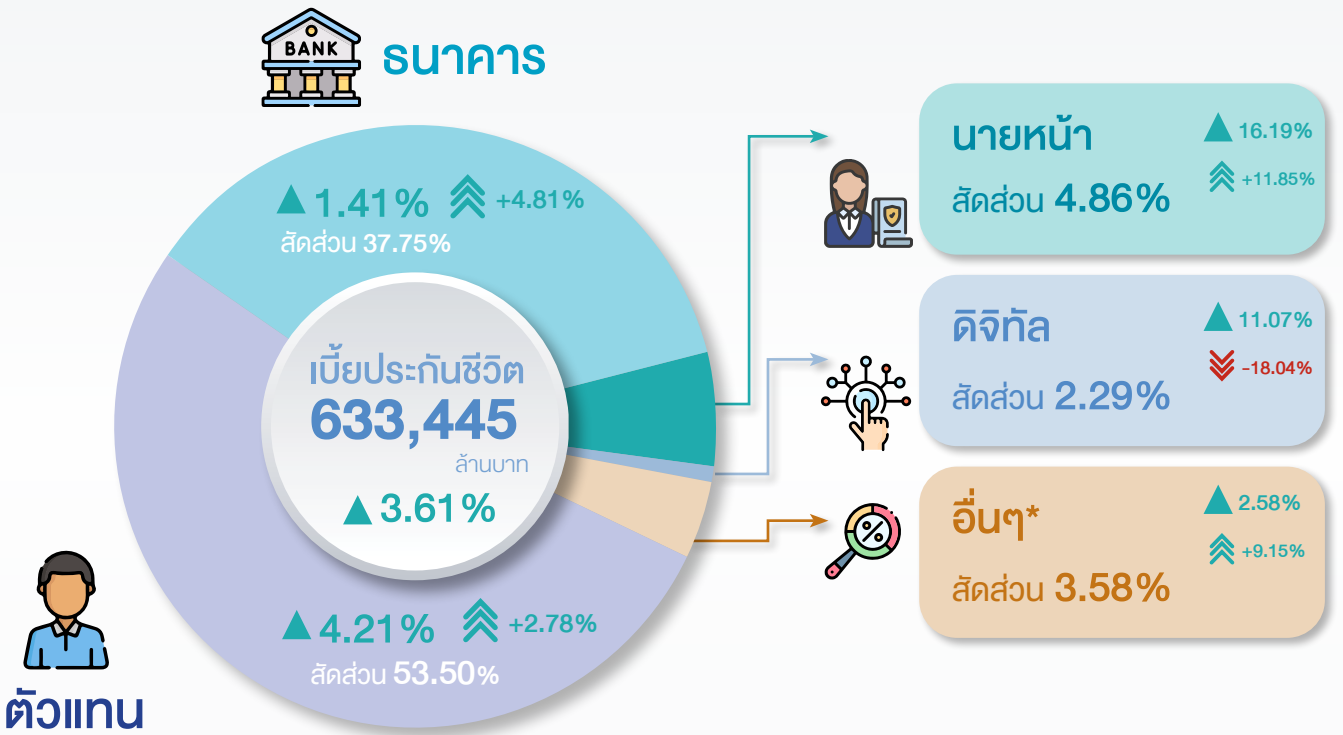 BANK
ธนาคาร
▲ 1.41% +4.81%
สัดส่วน 37.75%
เบี้ยประกันชีวิต
633,445
ล้านบาท
▲ 3.61%
▲ 4.21% +2.78%
สัดส่วน 53.50%
ตัวแทน
นายหน้า
▲ 16.19%
สัดส่วน 4.86%
+11.85%
ดิจิทัล
▲ 11.07%
-18.04%
สัดส่วน 2.29%
อื่นๆ*
▲ 2.58%
+9.15%
สัดส่วน 3.58%
%